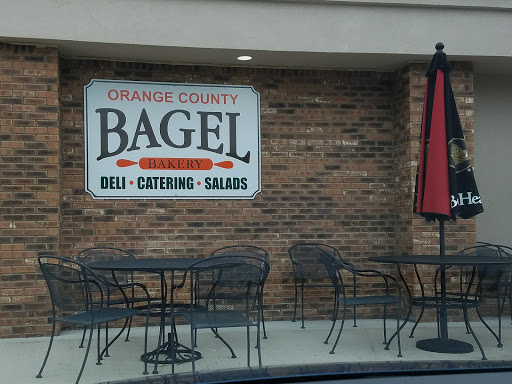 ORANGE COUNTY
BAGEL
BAKERY
DELI • CATERING • SALADS